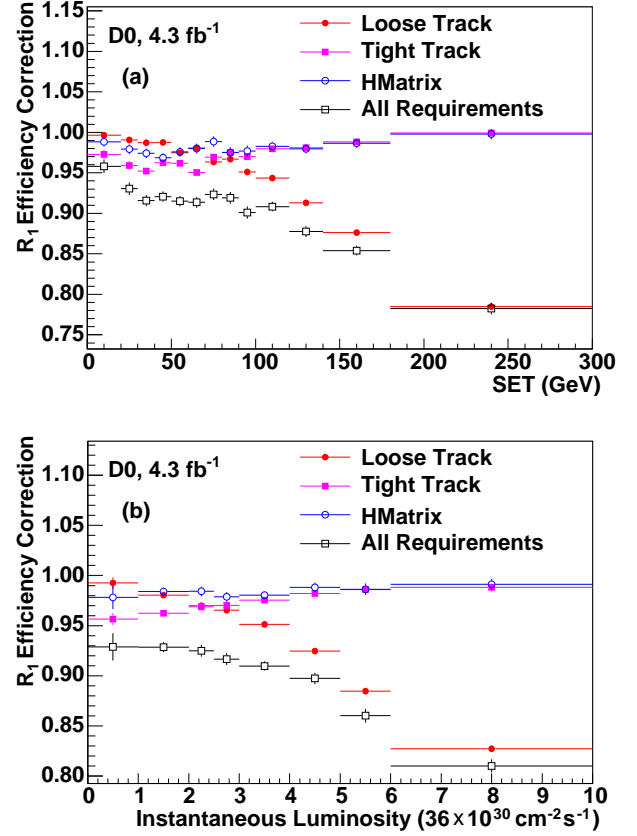 1.15
1.10
1.05
1.00
0.95
0.90
0.85
0.80
0.75
R1 Efficiency Correction
D0, 4.3 fb-1
(a)
Loose Track
Tight Track
HMatrix
All Requirements
0 50 100 150 200 250 300
SET (GeV)
1.10
1.05
1.00
0.95
0.90
0.85
0.80
R1 Efficiency Correction
D0, 4.3 fb-1
(b)
Loose Track
Tight Track
HMatrix
All Requirements
0 1 2 3 4 5 6 7 8 9 10
Instantaneous Luminosity (36 × 10^30 cm-2s-1)